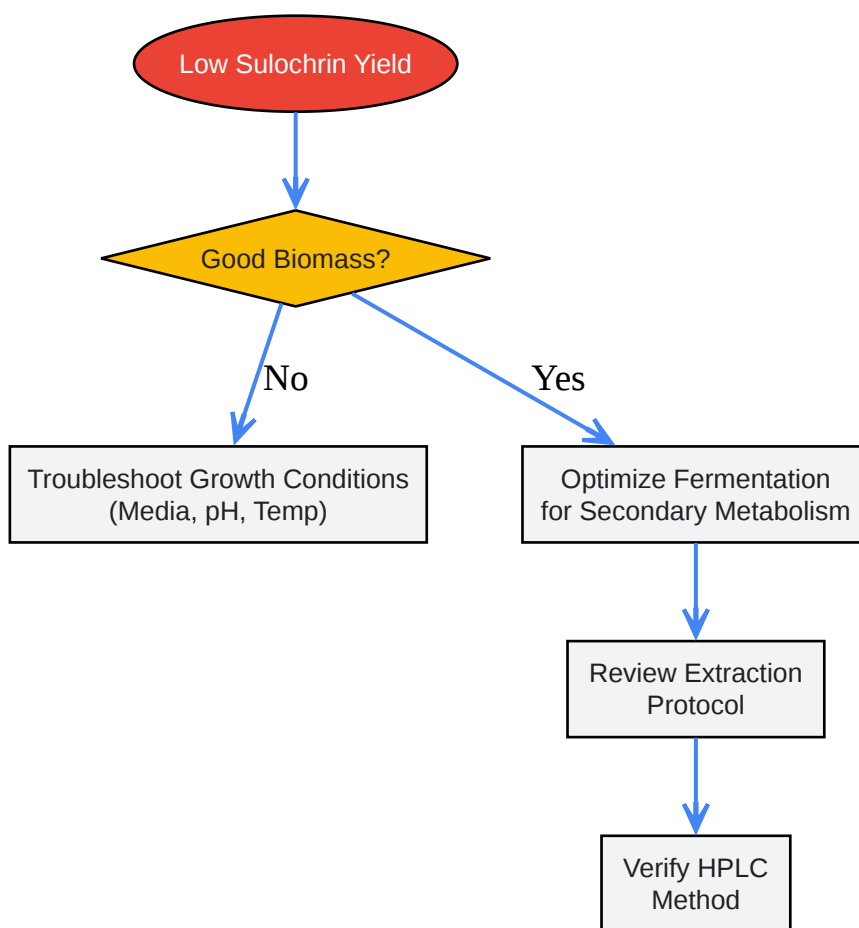 Low Sulochrin Yield
Good Biomass?
No
Yes
Troubleshoot Growth Conditions
(Media, pH, Temp)
Optimize Fermentation
for Secondary Metabolism
Review Extraction
Protocol
Verify HPLC
Method